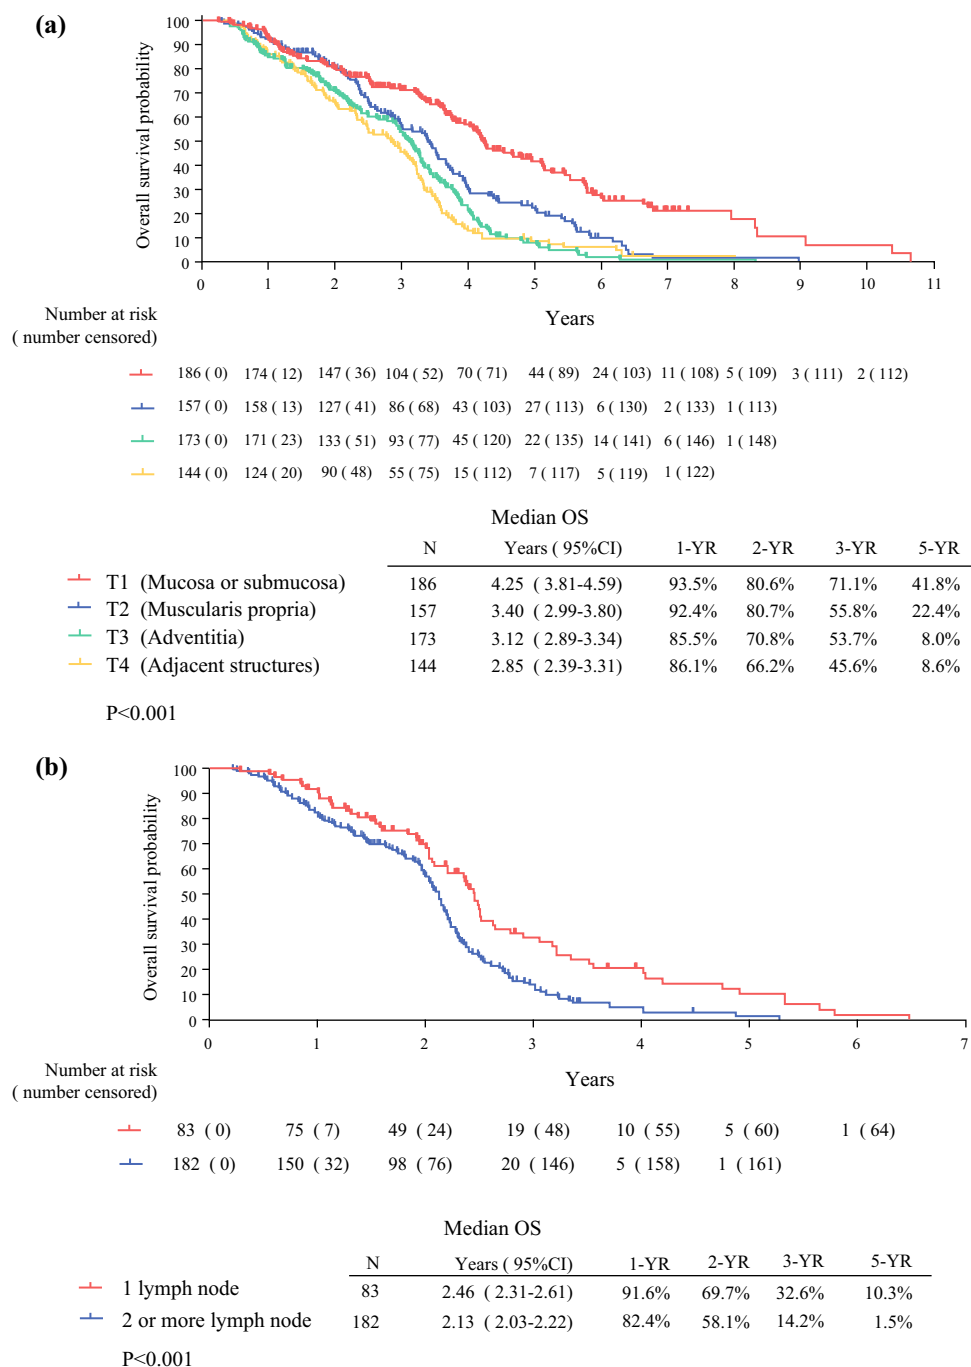 (a)
Overall survival probability
100
90
80
70
60
50
40
30
20
10
0
0 1 2 3 4 5 6 7 8 9 10 11
Years
Number at risk
( number censored)
186 ( 0) 174 ( 12) 147 ( 36) 104 ( 52) 70 ( 71) 44 ( 89) 24 ( 103) 11 ( 108) 5 ( 109) 3 ( 111) 2 ( 112)
157 ( 0) 158 ( 13) 127 ( 41) 86 ( 68) 43 ( 103) 27 ( 113) 6 ( 130) 2 ( 133) 1 ( 113)
173 ( 0) 171 ( 23) 133 ( 51) 93 ( 77) 45 ( 120) 22 ( 135) 14 ( 141) 6 ( 146) 1 ( 148)
144 ( 0) 124 ( 20) 90 ( 48) 55 ( 75) 15 ( 112) 7 ( 117) 5 ( 119) 1 ( 122)
Median OS
N Years ( 95%CI) 1-YR 2-YR 3-YR 5-YR
T1 (Mucosa or submucosa) 186 4.25 ( 3.81-4.59) 93.5% 80.6% 71.1% 41.8%
T2 (Muscularis propria) 157 3.40 ( 2.99-3.80) 92.4% 80.7% 55.8% 22.4%
T3 (Adventitia) 173 3.12 ( 2.89-3.34) 85.5% 70.8% 53.7% 8.0%
T4 (Adjacent structures) 144 2.85 ( 2.39-3.31) 86.1% 66.2% 45.6% 8.6%
P<0.001
(b)
Overall survival probability
100
90
80
70
60
50
40
30
20
10
0
0 1 2 3 4 5 6 7
Years
Number at risk
( number censored)
83 ( 0) 75 ( 7) 49 ( 24) 19 ( 48) 10 ( 55) 5 ( 60) 1 ( 64)
182 ( 0) 150 ( 32) 98 ( 76) 20 ( 146) 5 ( 158) 1 ( 161)
Median OS
N Years ( 95%CI) 1-YR 2-YR 3-YR 5-YR
1 lymph node 83 2.46 ( 2.31-2.61) 91.6% 69.7% 32.6% 10.3%
2 or more lymph node 182 2.13 ( 2.03-2.22) 82.4% 58.1% 14.2% 1.5%
P<0.001